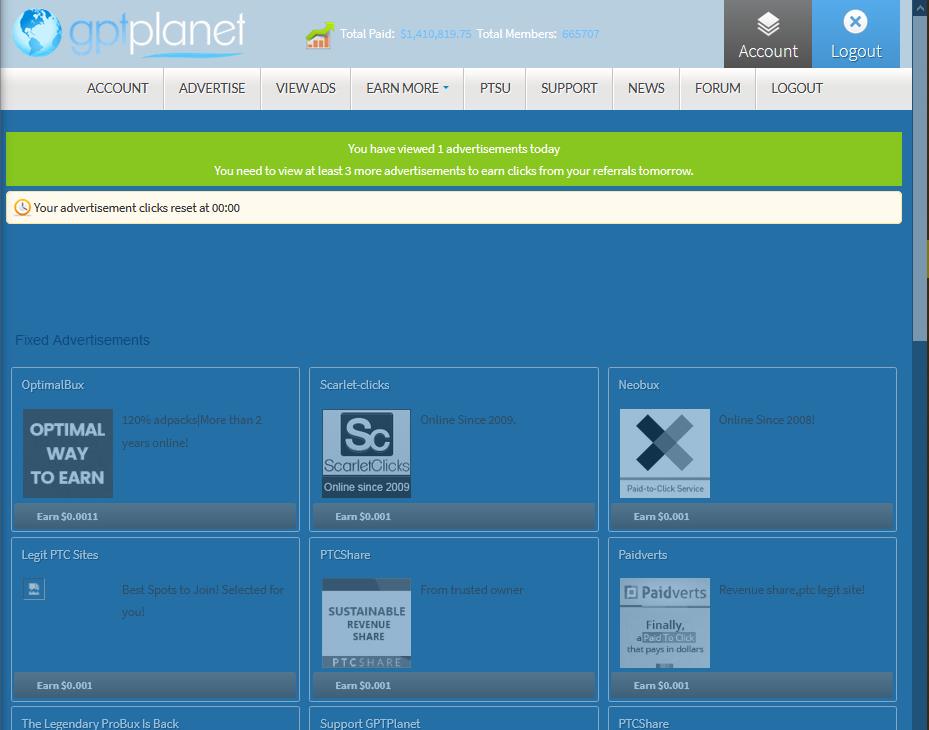 gptplanet
Total Paid: $1,410,819.75 Total Members: 665707
Account
Logout
ACCOUNT ADVERTISE VIEW ADS EARN MORE PTSU SUPPORT NEWS FORUM LOGOUT
You have viewed 1 advertisements today
You need to view at least 3 more advertisements to earn clicks from your referrals tomorrow.
Your advertisement clicks reset at 00:00
Fixed Advertisements
OptimalBux
OPTIMAL
WAY
TO EARN
120% adpacks|More than 2
years online!
Earn $0.0011
Scarlet-clicks
Sc
ScarletClicks
Online since 2009
Online Since 2009.
Earn $0.001
Neobux
Paid-to-Click Service
Online Since 2008!
Earn $0.001
Legit PTC Sites
Best Spots to Join! Selected for
you!
Earn $0.001
PTCShare
SUSTAINABLE
REVENUE
SHARE
PTCSHARE
From trusted owner
Earn $0.001
Paidverts
Paidverts
Finally,
a Paid To Click
that pays in dollars
Revenue share,ptc legit site!
Earn $0.001
The Legendary ProBux Is Back
Support GPTPlanet
PTCShare